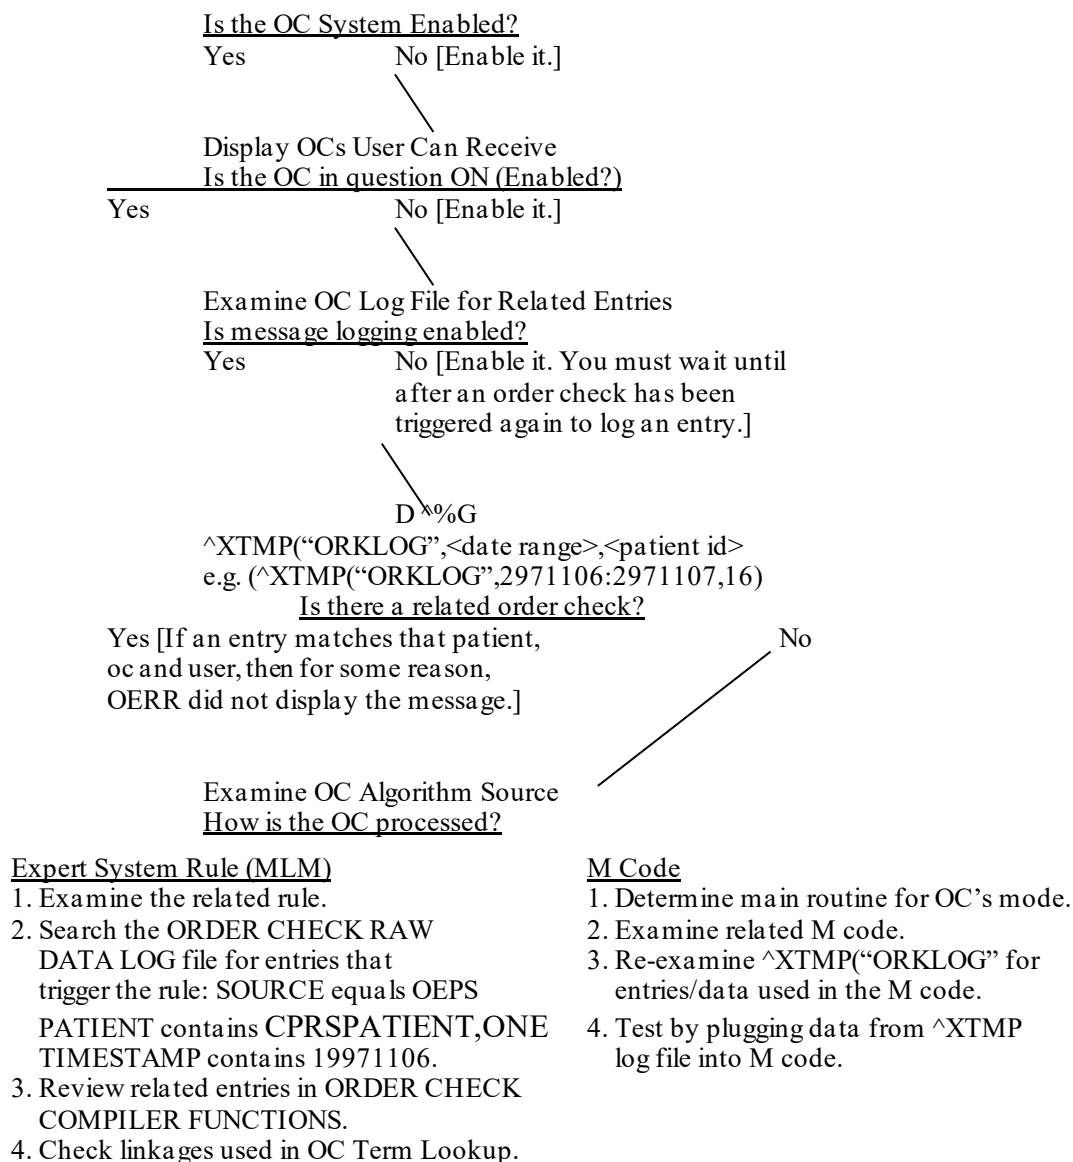 Is the OC System Enabled?
Yes No [Enable it.]
Display OCs User Can Receive
Is the OC in question ON (Enabled?)
Yes No [Enable it.]
Examine OC Log File for Related Entries
Is message logging enabled?
Yes No [Enable it. You must wait until
after an order check has been
triggered again to log an entry.]
D ^%G
^XTMP(“ORKLOG”,<date range>,<patient id>
e.g. (^XTMP(“ORKLOG”,2971106:2971107,16)
Is there a related order check?
Yes [If an entry matches that patient, No
oc and user, then for some reason,
OERR did not display the message.]
Examine OC Algorithm Source
How is the OC processed?
Expert System Rule (MLM)
1. Examine the related rule.
2. Search the ORDER CHECK RAW
DATA LOG file for entries that
trigger the rule: SOURCE equals OEPS
PATIENT contains CPRSPATIENT,ONE
TIMESTAMP contains 19971106.
3. Review related entries in ORDER CHECK
COMPILER FUNCTIONS.
4. Check linkages used in OC Term Lookup.
M Code
1. Determine main routine for OC’s mode.
2. Examine related M code.
3. Re-examine ^XTMP(“ORKLOG” for
entries/data used in the M code.
4. Test by plugging data from ^XTMP
log file into M code.